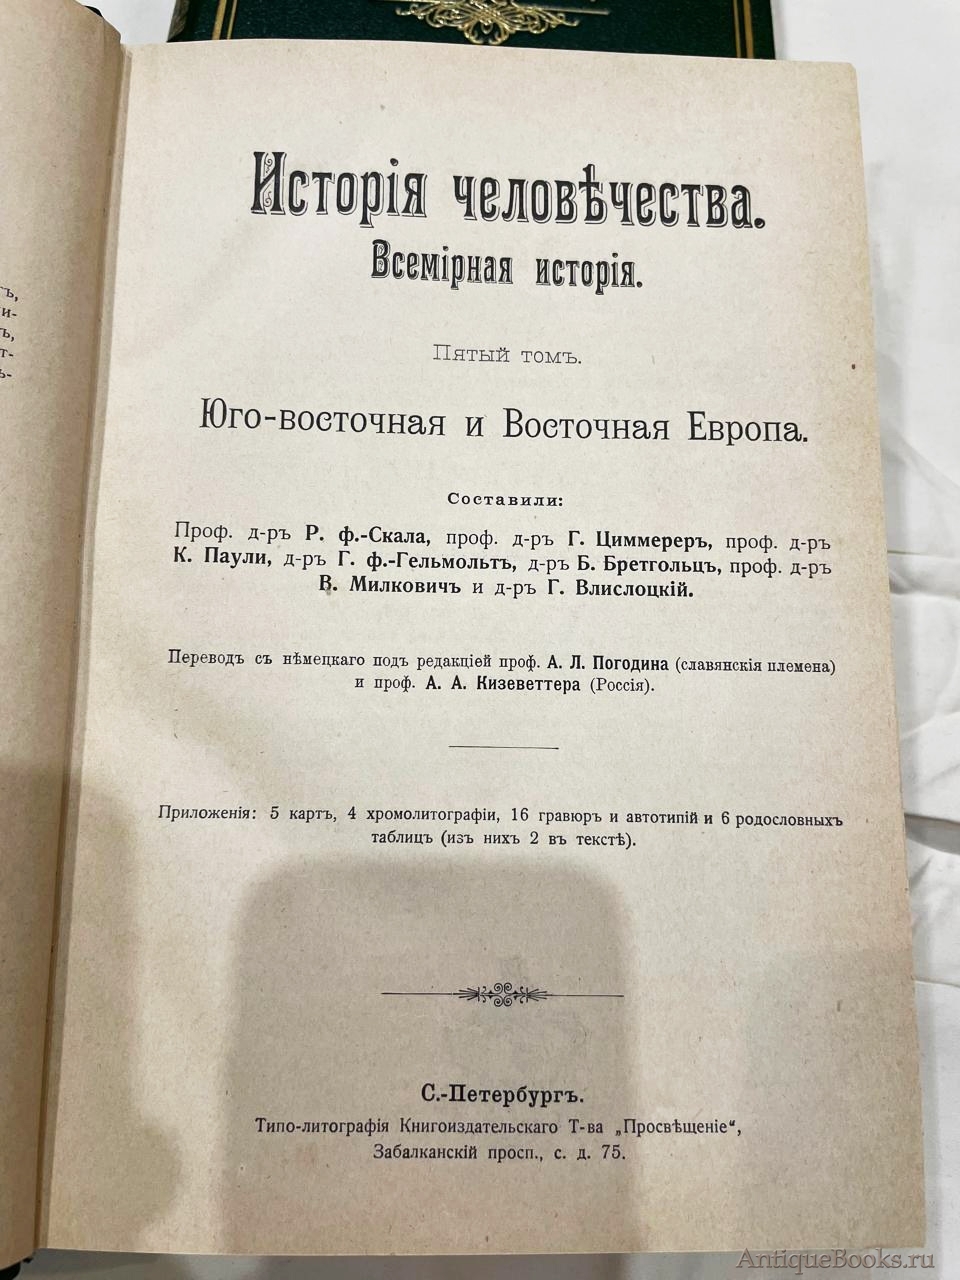 Исторія человѣчества.
Всемірная исторія.
Пятый томъ.
Юго-восточная и Восточная Европа.
Составили:
Проф. д-ръ Р. ф.-Скала, проф. д-ръ Г. Циммереръ, проф. д-ръ
К. Паули, д-ръ Г. ф.-Гельмольтъ, д-ръ Б. Бретгольцъ, проф. д-ръ
В. Милковичъ и д-ръ Г. Влислоцкій.
Переводъ съ нѣмецкаго подъ редакціей проф. А. Л. Погодина (славянскія племена)
и проф. А. А. Кизеветтера (Россія).
Приложенія: 5 картъ, 4 хромолитографіи, 16 гравюръ и автотипій и 6 родословныхъ
таблицъ (изъ нихъ 2 въ текстѣ).
С.-Петербургъ.
Типо-литографія Книгоиздательскаго Т-ва „Просвѣщеніе“,
Забалканскій просп., с. д. 75.
AntiqueBooks.ru